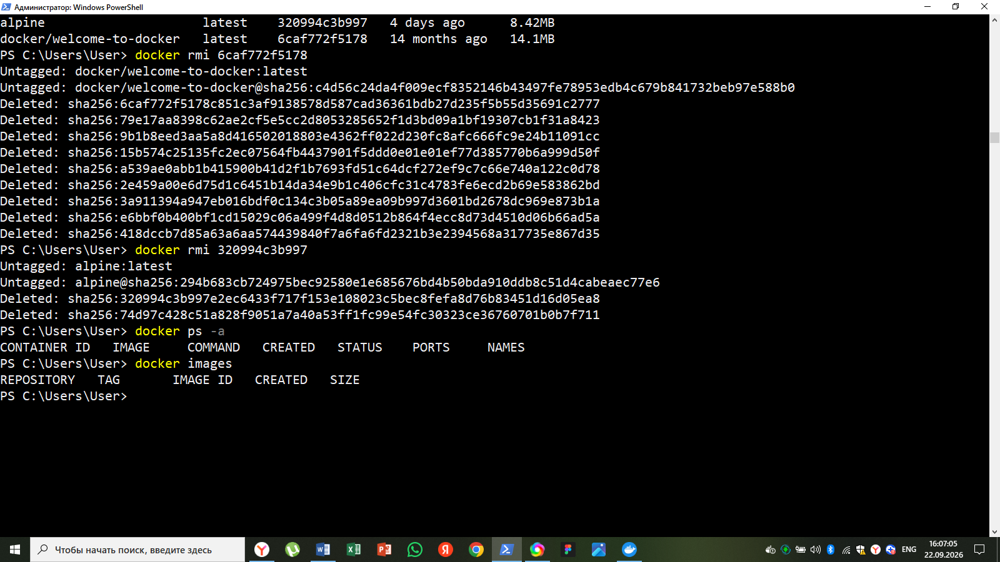 Администратор: Windows PowerShell
alpine latest 320994c3b997 4 days ago 8.42MB
docker/welcome-to-docker latest 6caf772f5178 14 months ago 14.1MB
PS C:\Users\User> docker rmi 6caf772f5178
Untagged: docker/welcome-to-docker:latest
Untagged: docker/welcome-to-docker@sha256:c4d56c24da4f009ecf8352146b43497fe78953edb4c679b841732beb97e588b0
Deleted: sha256:6caf772f5178c851c3af9138578d587cad36361bdb27d235f5b55d35691c2777
Deleted: sha256:79e17aa8398c62ae2cf5e5cc2d8053285652f1d3bd09a1bf19307cb1f31a8423
Deleted: sha256:9b1b8eed3aa5a8d416502018803e4362ff022d230fc8afc666fc9e24b11091cc
Deleted: sha256:15b574c25135fc2ec07564fb4437901f5ddd0e01e01ef77d385770b6a999d50f
Deleted: sha256:a539ae0abb1b415900b41d2f1b7693fd51c64dcf272ef9c7c66e740a122c0d78
Deleted: sha256:2e459a00e6d75d1c6451b14da34e9b1c406cfc31c4783fe6ecd2b69e583862bd
Deleted: sha256:3a911394a947eb016bdf0c134c3b05a89ea09b997d3601bd2678dc969e873b1a
Deleted: sha256:e6bbf0b400bf1cd15029c06a499f4d8d0512b864f4ecc8d73d4510d06b66ad5a
Deleted: sha256:418dccb7d85a63a6aa574439840f7a6fa6fd2321b3e2394568a317735e867d35
PS C:\Users\User> docker rmi 320994c3b997
Untagged: alpine:latest
Untagged: alpine@sha256:294b683cb724975bec92580e1e685676bd4b50bda910ddb8c51d4cabeaec77e6
Deleted: sha256:320994c3b997e2ec6433f717f153e108023c5bec8fefa8d76b83451d16d05ea8
Deleted: sha256:74d97c428c51a828f9051a7a40a53ff1fc99e54fc30323ce36760701b0b7f711
PS C:\Users\User> docker ps -a
CONTAINER ID IMAGE COMMAND CREATED STATUS PORTS NAMES
PS C:\Users\User> docker images
REPOSITORY TAG IMAGE ID CREATED SIZE
PS C:\Users\User>
Чтобы начать поиск, введите здесь
ENG
16:07:05
22.09.2026